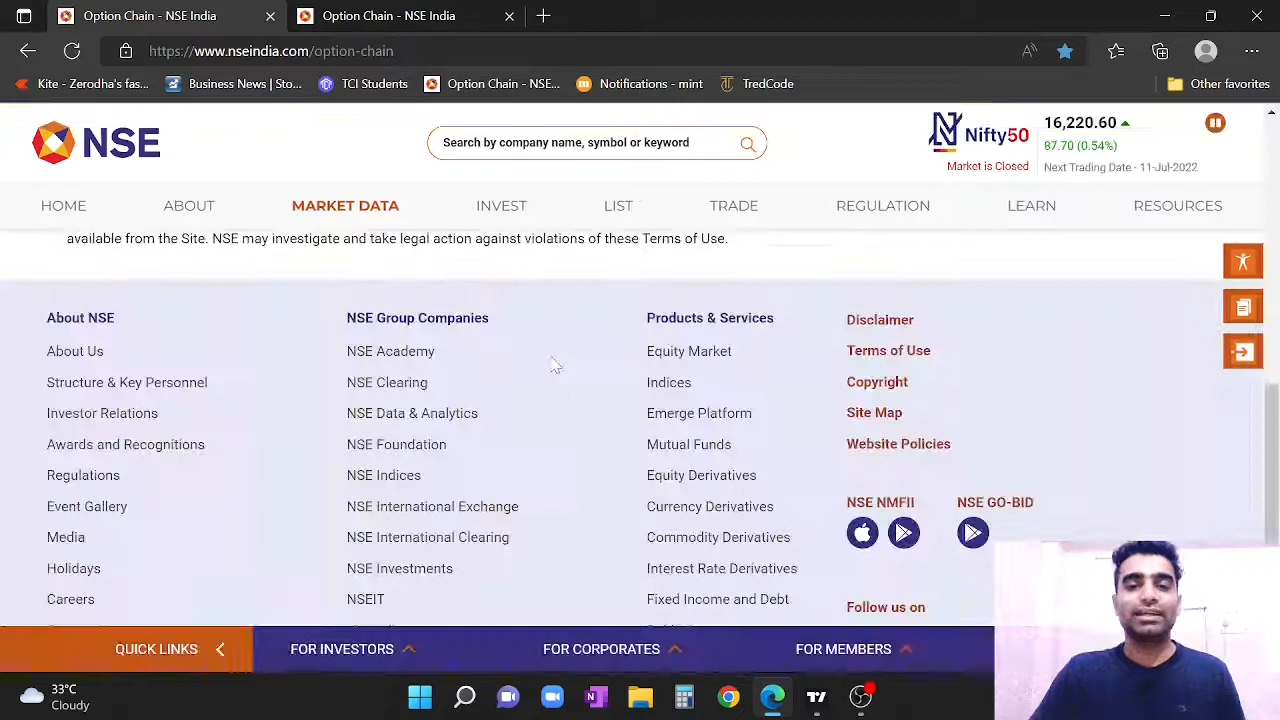 Option Chain - NSE India
Option Chain - NSE India
https://www.nseindia.com/option-chain
Kite - Zerodha's fas...
Business News | Sto...
TCI Students
Option Chain - NSE...
Notifications - mint
TredCode
Other favorites
NSE
Search by company name, symbol or keyword
Nifty50
Market is Closed
16,220.60
87.70 (0.54%)
Next Trading Date - 11-Jul-2022
HOME
ABOUT
MARKET DATA
INVEST
LIST
TRADE
REGULATION
LEARN
RESOURCES
available from the Site. NSE may investigate and take legal action against violations of these Terms of Use.
About NSE
About Us
Structure & Key Personnel
Investor Relations
Awards and Recognitions
Regulations
Event Gallery
Media
Holidays
Careers
NSE Group Companies
NSE Academy
NSE Clearing
NSE Data & Analytics
NSE Foundation
NSE Indices
NSE International Exchange
NSE International Clearing
NSE Investments
NSEIT
Products & Services
Equity Market
Indices
Emerge Platform
Mutual Funds
Equity Derivatives
Currency Derivatives
Commodity Derivatives
Interest Rate Derivatives
Fixed Income and Debt
Disclaimer
Terms of Use
Copyright
Site Map
Website Policies
NSE NMFII
NSE GO-BID
Follow us on
QUICK LINKS
FOR INVESTORS
FOR CORPORATES
FOR MEMBERS
33°C
Cloudy